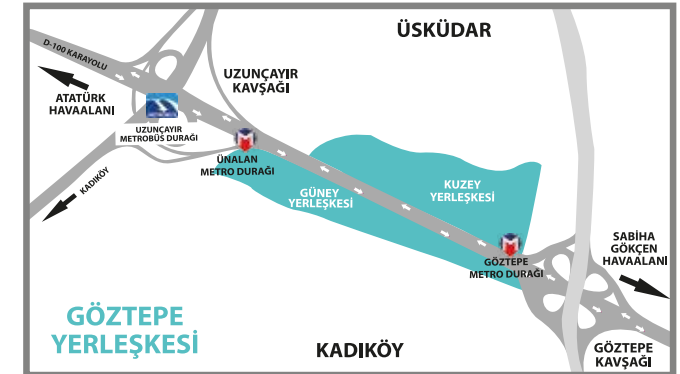 ÜSKÜDAR
D-100 KARAYOLU
UZUNÇAYIR
KAVŞAĞI
ATATÜRK
HAVAALANI
UZUNÇAYIR
METROBÜS DURAĞI
ÜNALAN
METRO DURAĞI
KADIKÖY
GÜNEY
YERLEŞKESİ
KUZEY
YERLEŞKESİ
SABİHA
GÖKÇEN
HAVAALANI
GÖZTEPE
METRO DURAĞI
GÖZTEPE
YERLEŞKESİ
KADIKÖY
GÖZTEPE
KAVŞAĞI